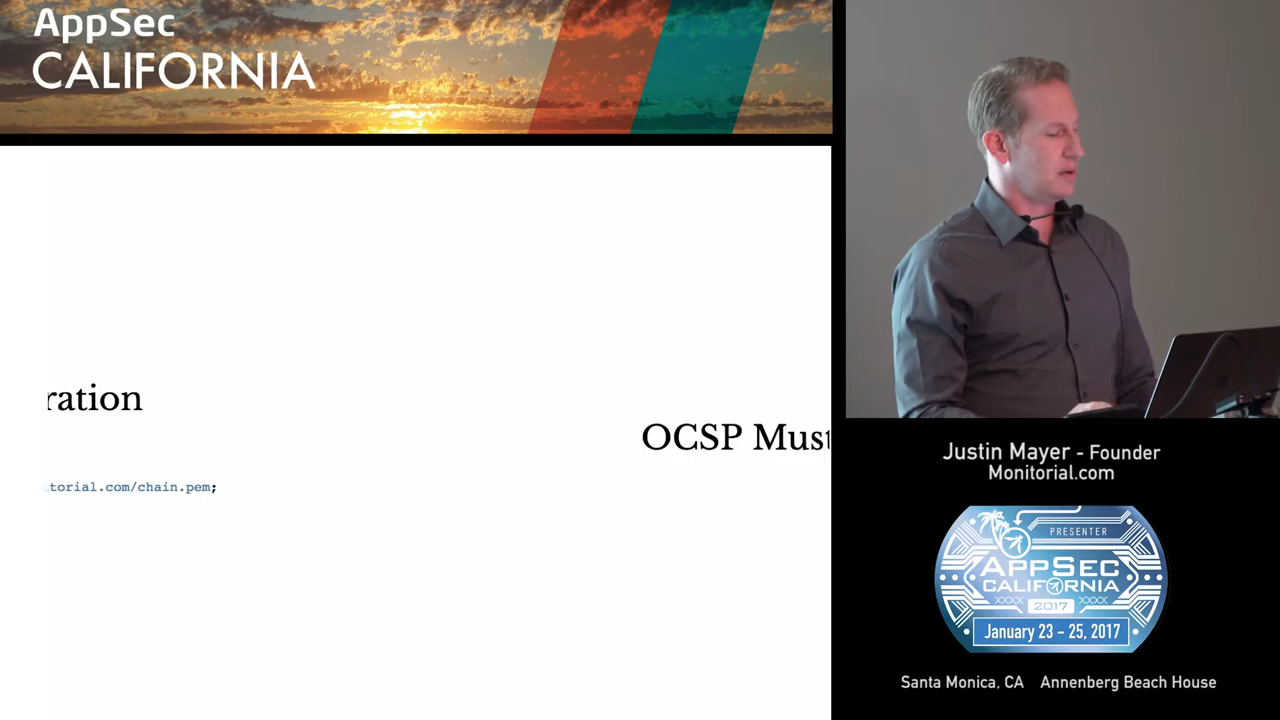 AppSec
CALIFORNIA
ration
OCSP Must
torial.com/chain.pem;
Justin Mayer - Founder
Monitorial.com
PRESENTER
APPSEC
CALIFORNIA
2017
January 23 - 25, 2017
Santa Monica, CA Annenberg Beach House